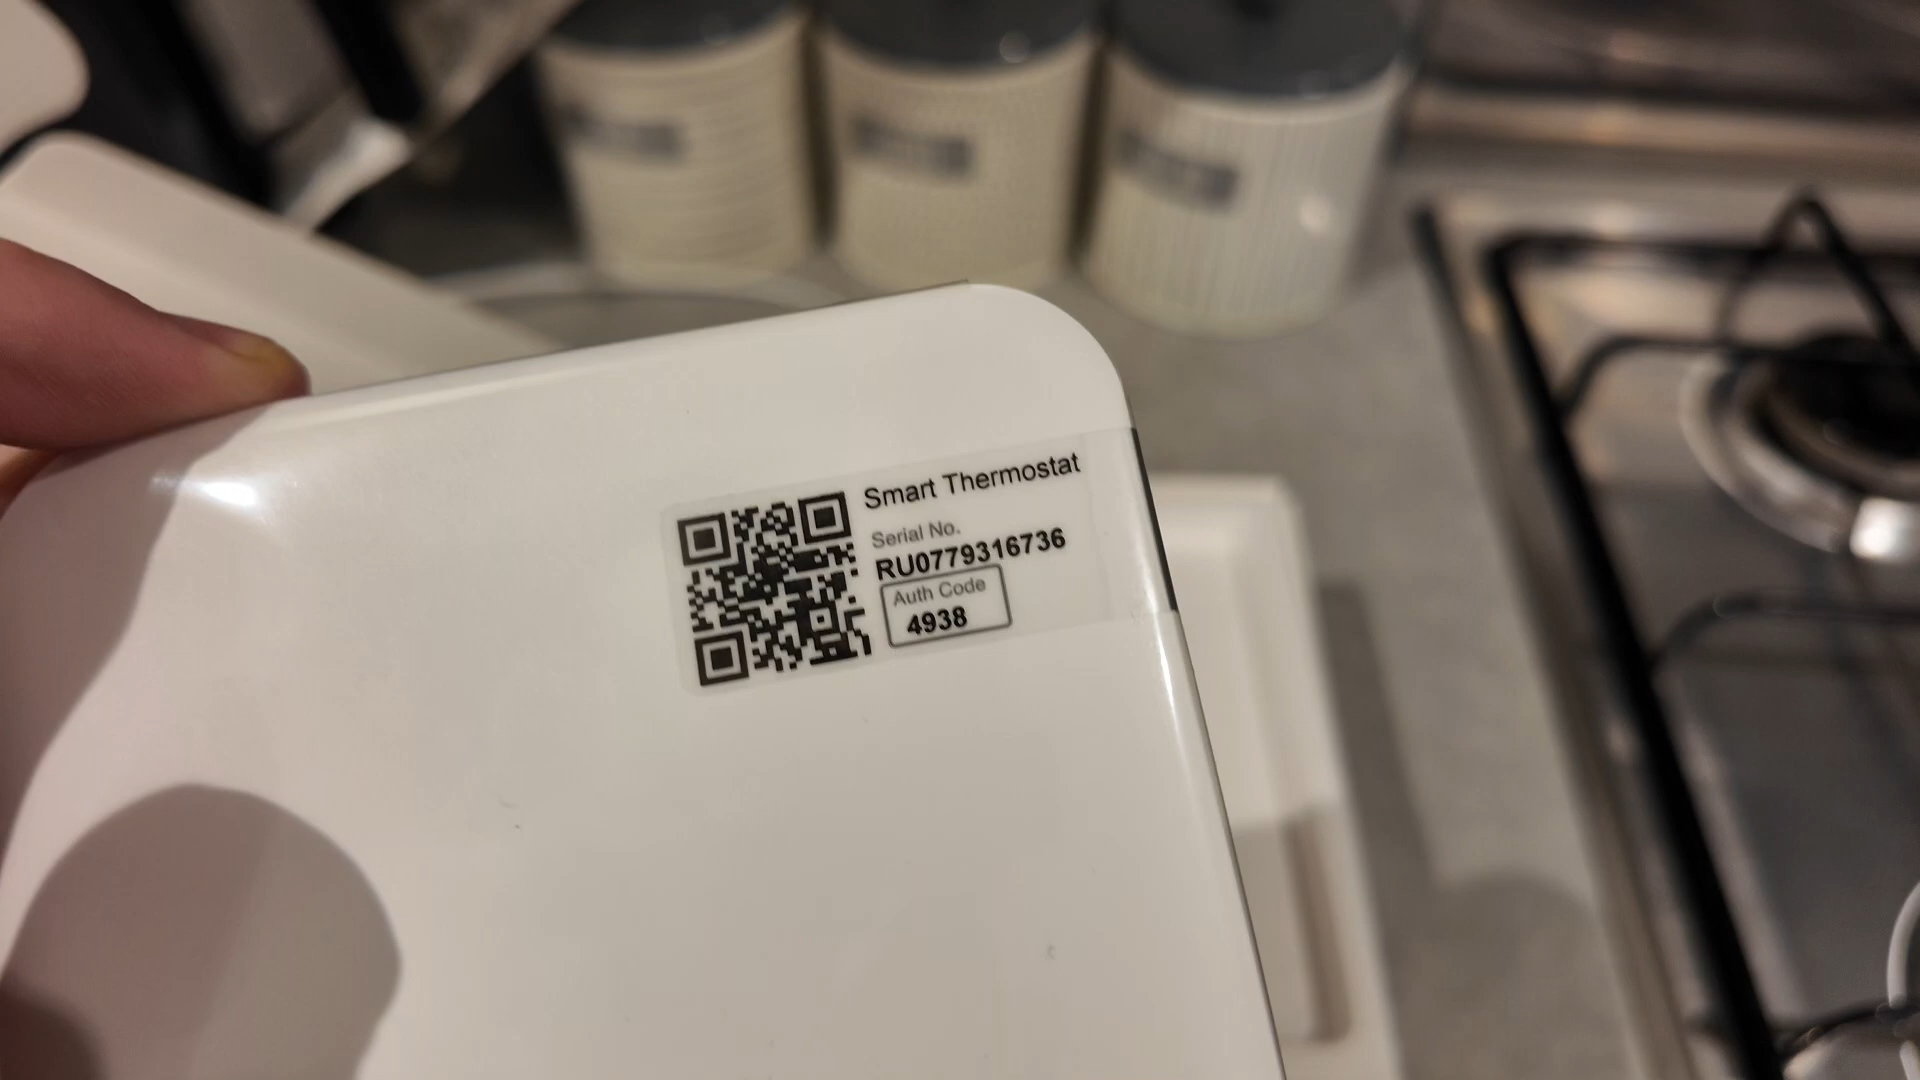 Smart Thermostat
Serial No.
RU0779316736
Auth Code
4938